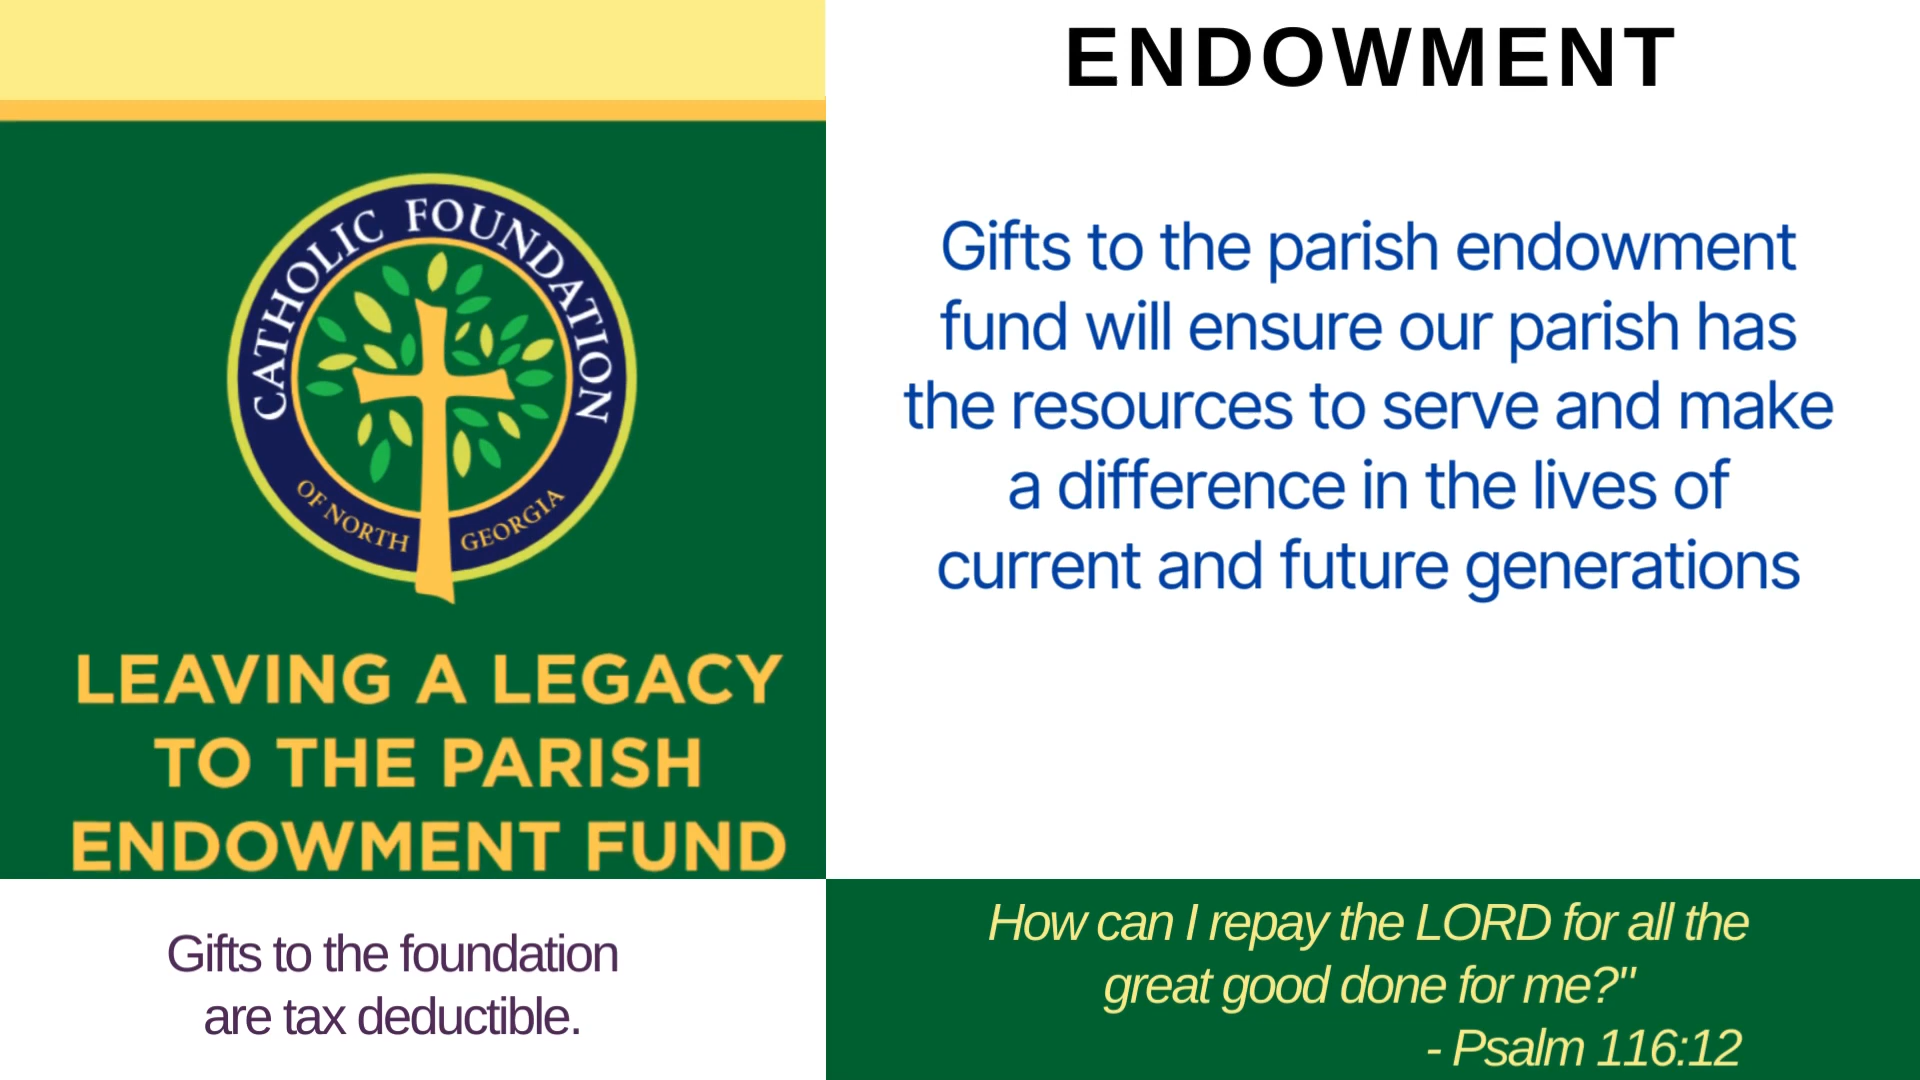 CATHOLIC FOUNDATION
OF NORTH GEORGIA
LEAVING A LEGACY
TO THE PARISH
ENDOWMENT FUND
Gifts to the foundation
are tax deductible.
ENDOWMENT
Gifts to the parish endowment
fund will ensure our parish has
the resources to serve and make
a difference in the lives of
current and future generations
How can I repay the LORD for all the
great good done for me?"
- Psalm 116:12